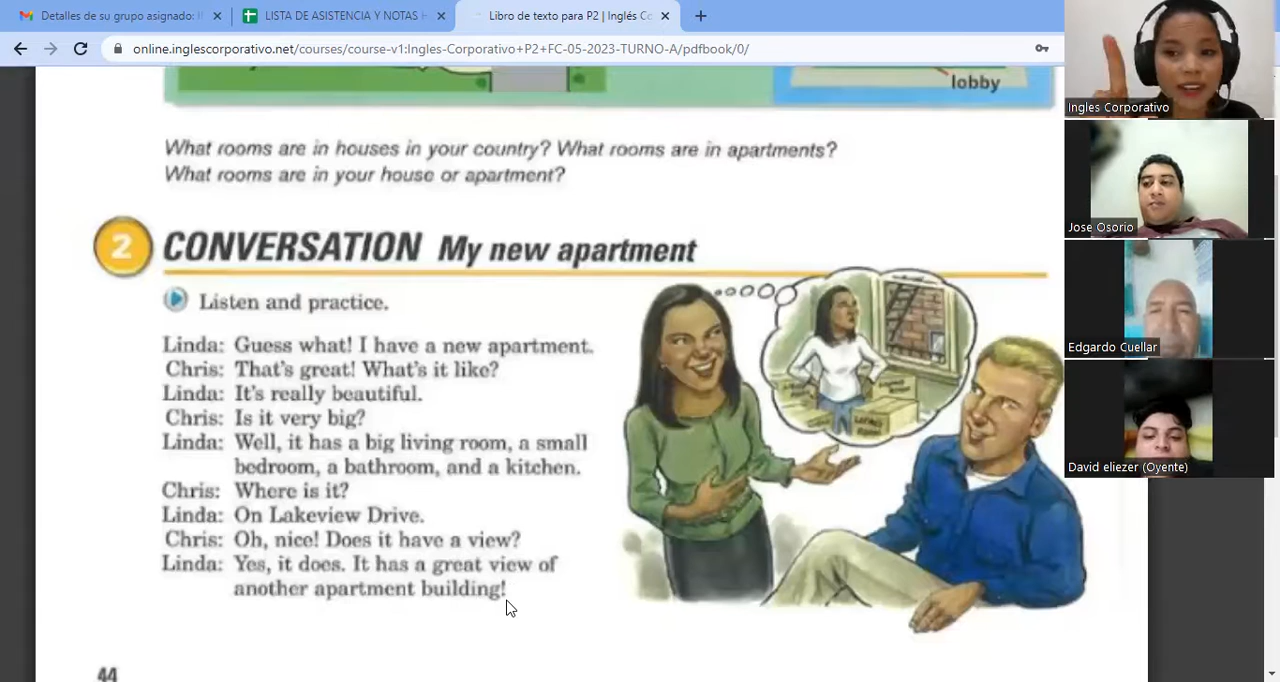 Detalles de su grupo asignado: I
LISTA DE ASISTENCIA Y NOTAS
Libro de texto para P2 | Inglés Co
online.inglescorporativo.net/courses/course-v1:Ingles-Corporativo+P2+FC-05-2023-TURNO-A/pdfbook/0/
lobby
What rooms are in houses in your country? What rooms are in apartments?
What rooms are in your house or apartment?
2 CONVERSATION My new apartment
Listen and practice.
Linda: Guess what! I have a new apartment.
Chris: That's great! What's it like?
Linda: It's really beautiful.
Chris: Is it very big?
Linda: Well, it has a big living room, a small
bedroom, a bathroom, and a kitchen.
Chris: Where is it?
Linda: On Lakeview Drive.
Chris: Oh, nice! Does it have a view?
Linda: Yes, it does. It has a great view of
another apartment building!
44
Ingles Corporativo
Jose Osorio
Edgardo Cuellar
David eliezer (Oyente)